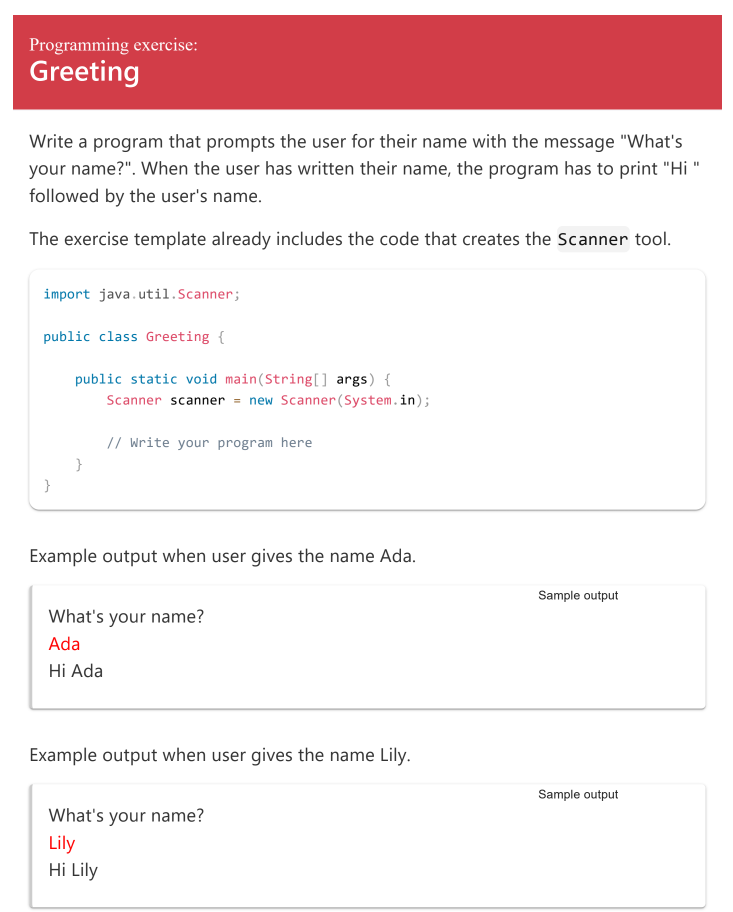 Programming exercise:
Greeting
Write a program that prompts the user for their name with the message "What's
your name?". When the user has written their name, the program has to print "Hi "
followed by the user's name.
The exercise template already includes the code that creates the Scanner tool.
import java.util.Scanner;
public class Greeting {
public static void main(String[] args) {
Scanner scanner = new Scanner(System.in);
// Write your program here
}
}
Example output when user gives the name Ada.
Sample output
What's your name?
Ada
Hi Ada
Example output when user gives the name Lily.
Sample output
What's your name?
Lily
Hi Lily